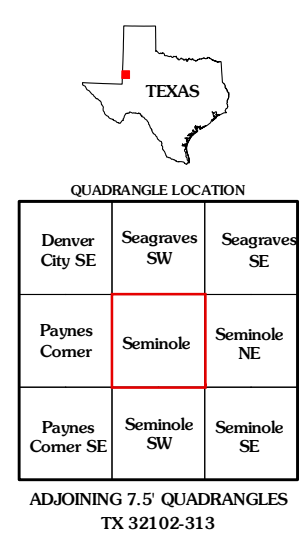 TEXAS
QUADRANGLE LOCATION
Denver
City SE
Seagraves
SW
Seagraves
SE
Paynes
Corner
Seminole
Seminole
NE
Paynes
Corner SE
Seminole
SW
Seminole
SE
ADJOINING 7.5' QUADRANGLES
TX 32102-313